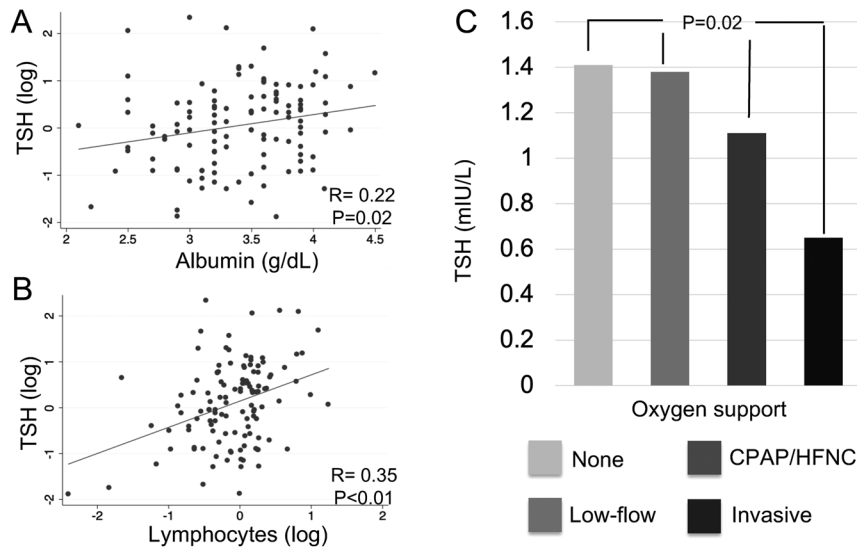 A
TSH (log)
2
1
0
-1
-2
R= 0.22
P=0.02
2
2.5
3
3.5
4
4.5
Albumin (g/dL)
B
TSH (log)
2
1
0
-1
-2
R= 0.35
P<0.01
-2
-1
0
1
2
Lymphocytes (log)
C
P=0.02
TSH (mIU/L)
1.6
1.4
1.2
1
0.8
0.6
0.4
0.2
0
Oxygen support
None
CPAP/HFNC
Low-flow
Invasive